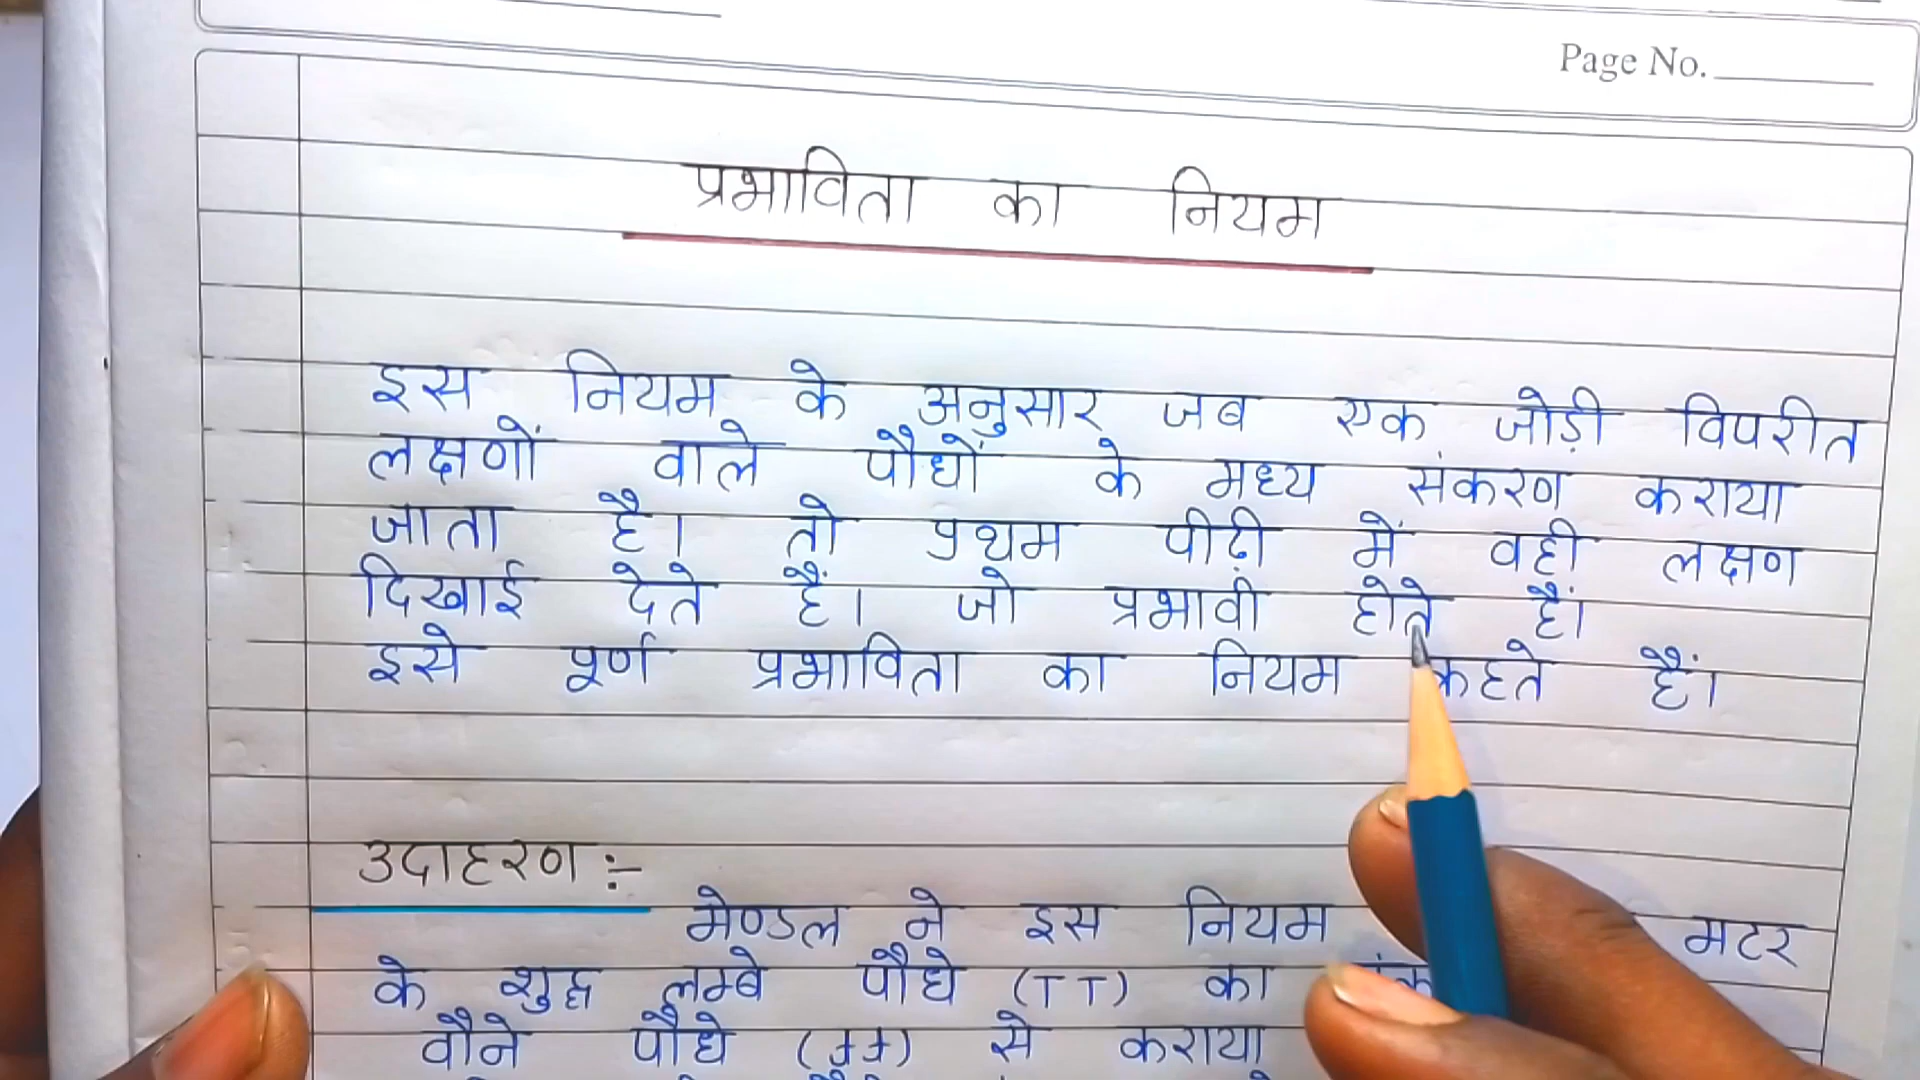 Page No.
प्रभाविता का नियम
इस नियम के अनुसार जब एक जोड़ी विपरीत
लक्षणों वाले पौधों के मध्य संकरण कराया
जाता है। तो प्रथम पीढ़ी में वही लक्षण
दिखाई देते हैं। जो प्रभावी होते हैं।
इसे पूर्ण प्रभाविता का नियम कहते हैं।
उदाहरण :-
मेण्डल ने इस नियम मटर
के शुद्ध लम्बे पौधे (TT) का
वौने पौधे (tt) से कराया